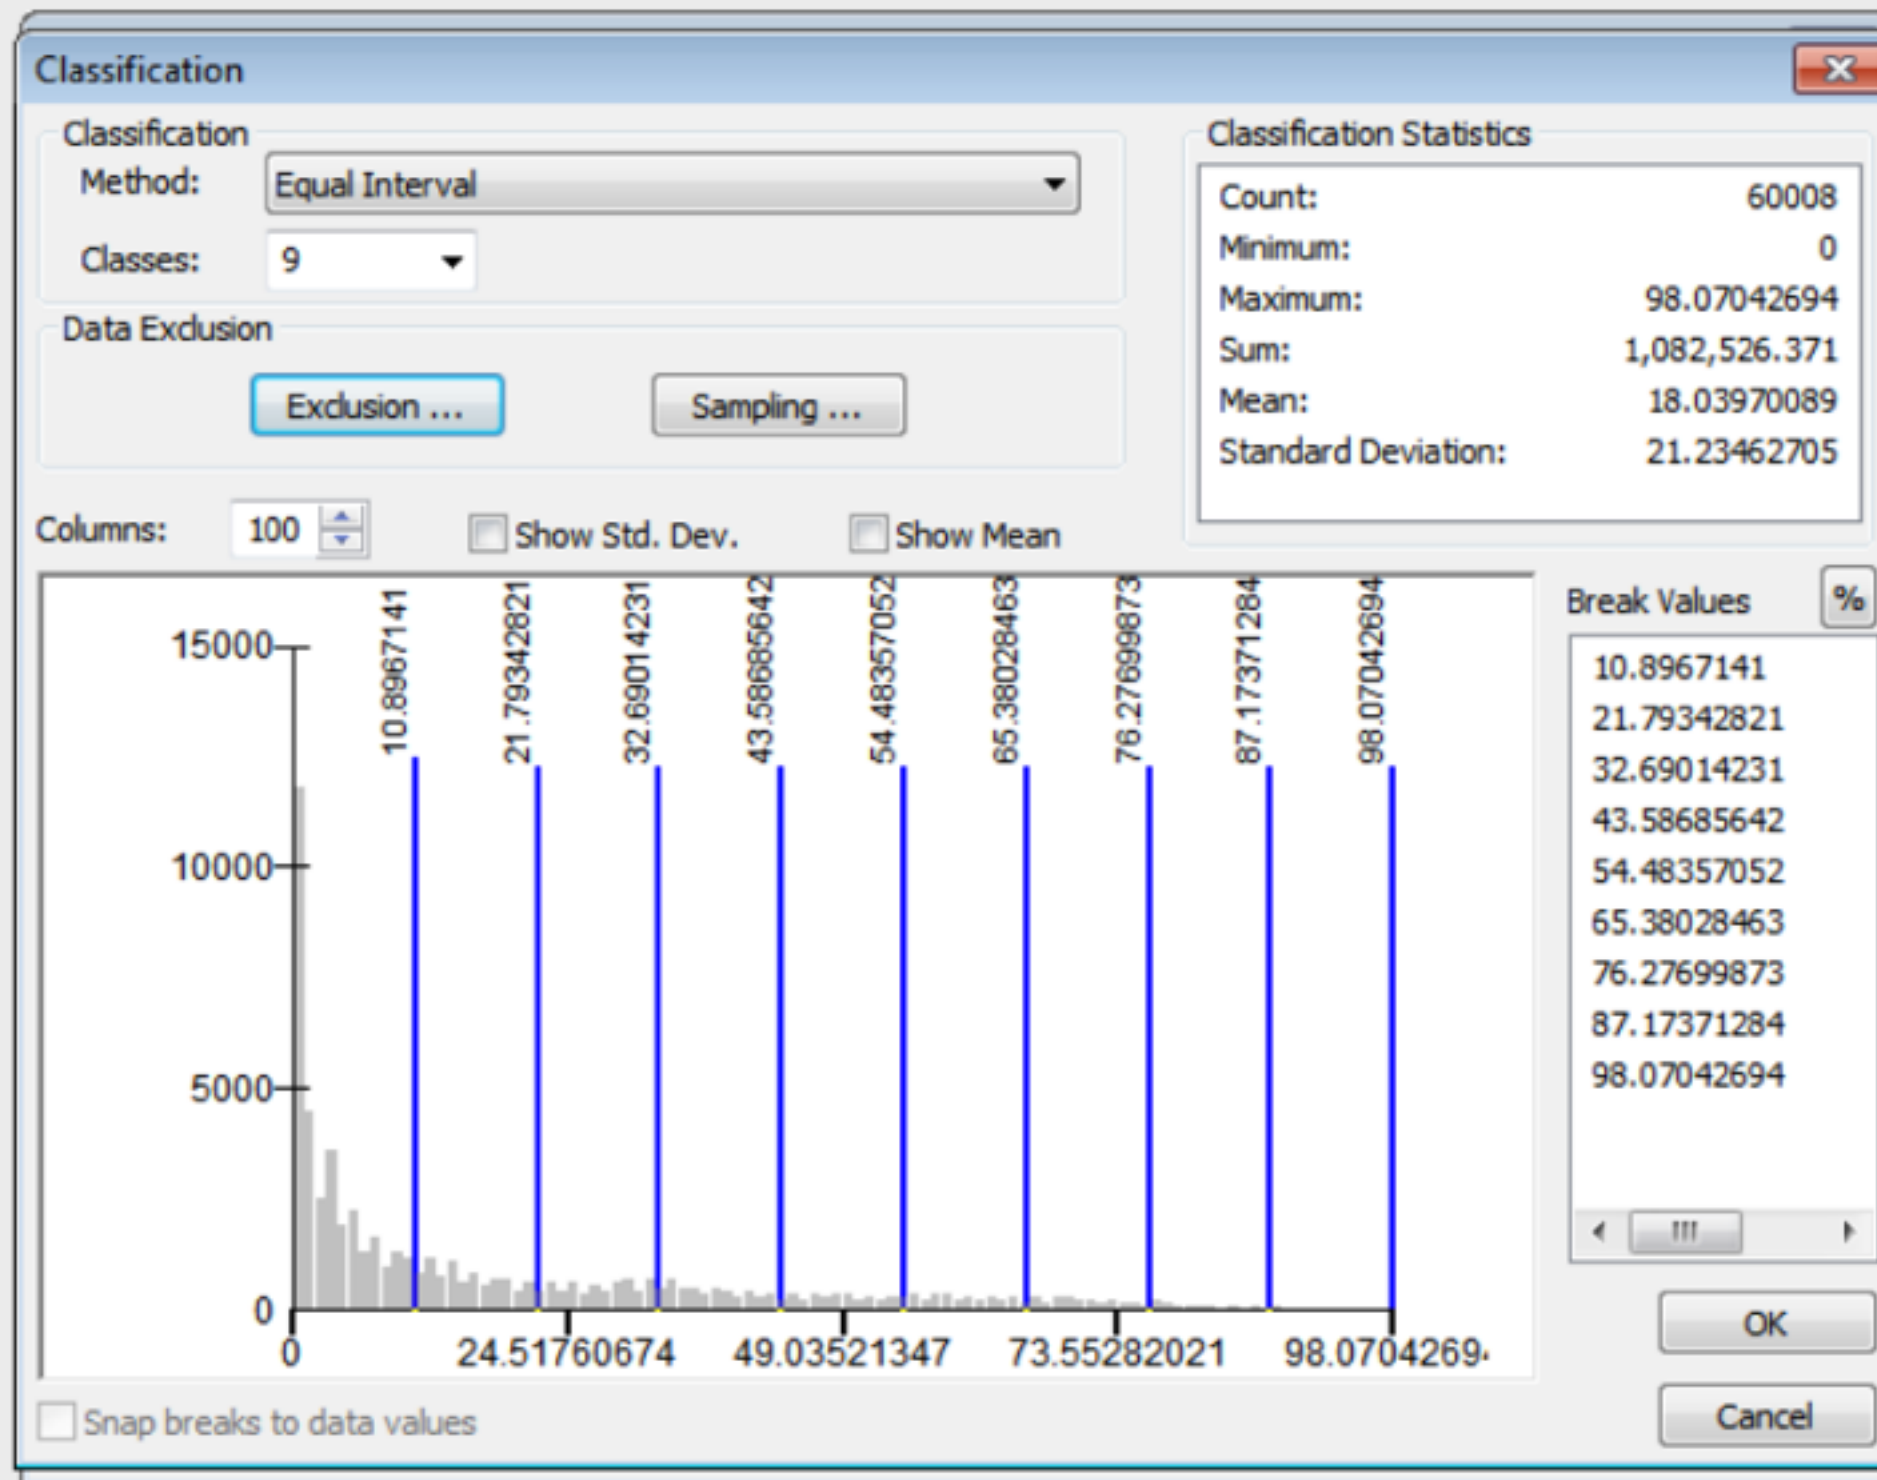 Classification
Classification
Method: Equal Interval
Classes: 9
Data Exclusion
Exclusion ... Sampling ...
Classification Statistics
Count: 60008
Minimum: 0
Maximum: 98.07042694
Sum: 1,082,526.371
Mean: 18.03970089
Standard Deviation: 21.23462705
Columns: 100 Show Std. Dev. Show Mean
10.8967141 21.79342821 32.69014231 43.58685642 54.48357052 65.38028463 76.27699873 87.17371284 98.07042694
15000
10000
5000
0
0 24.51760674 49.03521347 73.55282021 98.0704269
Break Values %
10.8967141
21.79342821
32.69014231
43.58685642
54.48357052
65.38028463
76.27699873
87.17371284
98.07042694
OK
Cancel
Snap breaks to data values